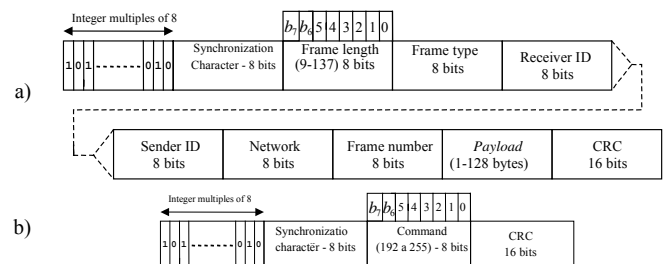 Integer multiples of 8
b7 b6 5 4 3 2 1 0
1 0 1 0 1 0
Synchronization
Character - 8 bits
Frame length
(9-137) 8 bits
Frame type
8 bits
Receiver ID
8 bits
a)
Sender ID
8 bits
Network
8 bits
Frame number
8 bits
Payload
(1-128 bytes)
CRC
16 bits
Integer multiples of 8
b7 b6 5 4 3 2 1 0
b)
1 0 1 0 1 0
Synchronizatio
character - 8 bits
Command
(192 a 255) - 8 bits
CRC
16 bits